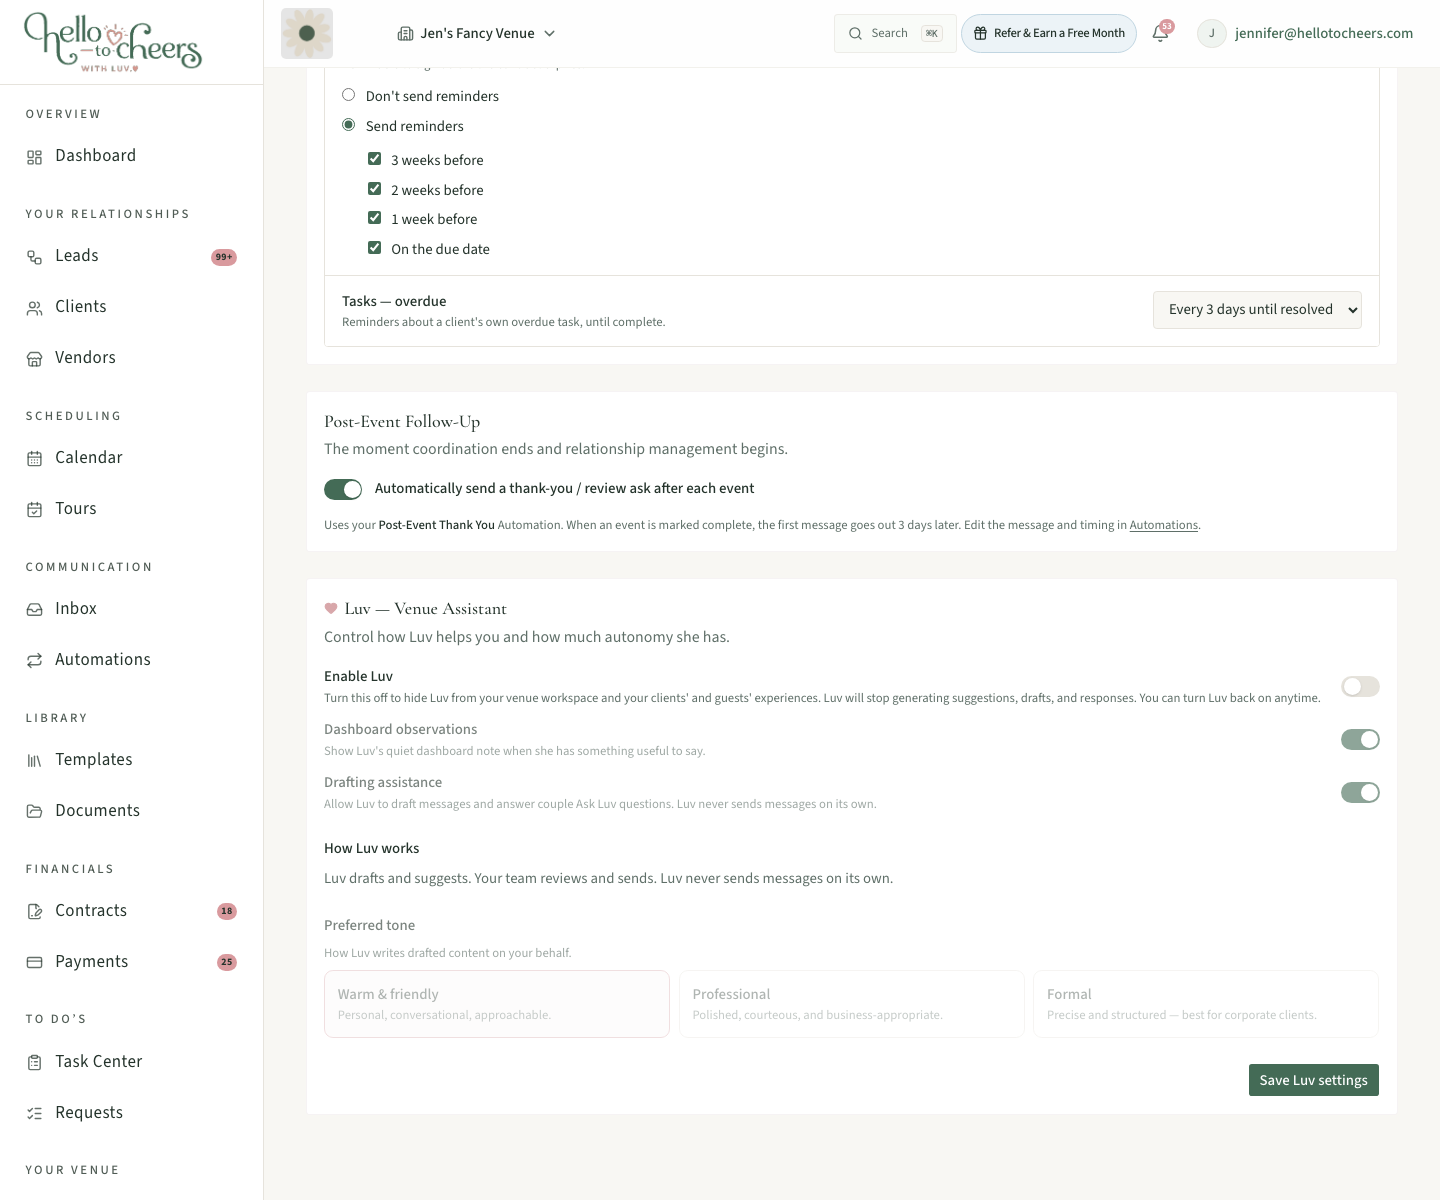 hello
to cheers
WITH LUV.
Jen's Fancy Venue
Search ⌘K
Refer & Earn a Free Month
53
J
jennifer@hellotocheers.com
OVERVIEW
Dashboard
YOUR RELATIONSHIPS
Leads 99+
Clients
Vendors
SCHEDULING
Calendar
Tours
COMMUNICATION
Inbox
Automations
LIBRARY
Templates
Documents
FINANCIALS
Contracts 18
Payments 25
TO DO'S
Task Center
Requests
YOUR VENUE
Don't send reminders
Send reminders
3 weeks before
2 weeks before
1 week before
On the due date
Tasks — overdue
Reminders about a client's own overdue task, until complete.
Every 3 days until resolved
Post-Event Follow-Up
The moment coordination ends and relationship management begins.
Automatically send a thank-you / review ask after each event
Uses your Post-Event Thank You Automation. When an event is marked complete, the first message goes out 3 days later. Edit the message and timing in Automations.
Luv — Venue Assistant
Control how Luv helps you and how much autonomy she has.
Enable Luv
Turn this off to hide Luv from your venue workspace and your clients' and guests' experiences. Luv will stop generating suggestions, drafts, and responses. You can turn Luv back on anytime.
Dashboard observations
Show Luv's quiet dashboard note when she has something useful to say.
Drafting assistance
Allow Luv to draft messages and answer couple Ask Luv questions. Luv never sends messages on its own.
How Luv works
Luv drafts and suggests. Your team reviews and sends. Luv never sends messages on its own.
Preferred tone
How Luv writes drafted content on your behalf.
Warm & friendly
Personal, conversational, approachable.
Professional
Polished, courteous, and business-appropriate.
Formal
Precise and structured — best for corporate clients.
Save Luv settings